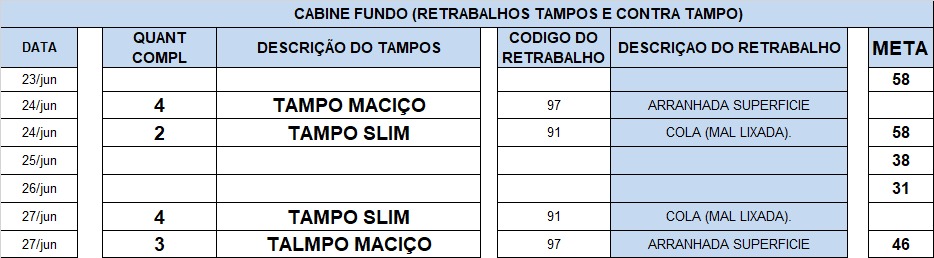 CABINE FUNDO (RETRABALHOS TAMPOS E CONTRA TAMPO)
DATA QUANT COMPL DESCRIÇÃO DO TAMPOS CODIGO DO RETRABALHO DESCRIÇAO DO RETRABALHO META
23/jun 58
24/jun 4 TAMPO MACIÇO 97 ARRANHADA SUPERFICIE
24/jun 2 TAMPO SLIM 91 COLA (MAL LIXADA). 58
25/jun 38
26/jun 31
27/jun 4 TAMPO SLIM 91 COLA (MAL LIXADA).
27/jun 3 TALMPO MACIÇO 97 ARRANHADA SUPERFICIE 46